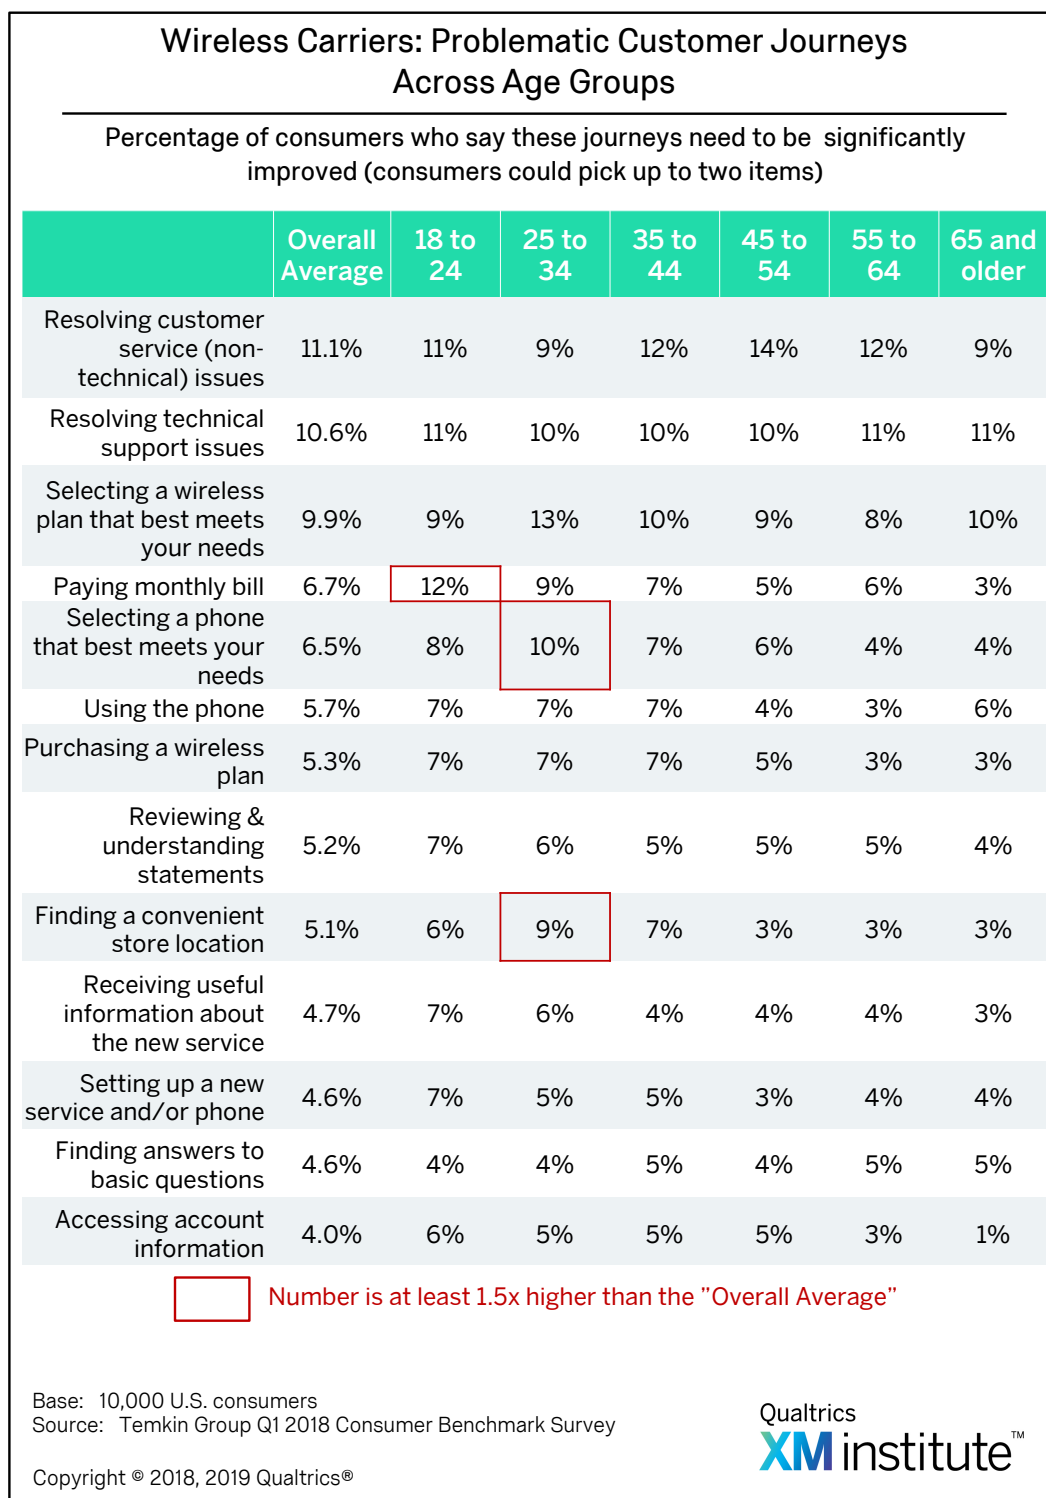 Wireless Carriers: Problematic Customer Journeys
Across Age Groups
Percentage of consumers who say these journeys need to be  significantly
improved (consumers could pick up to two items)
Overall Average 18 to 24 25 to 34 35 to 44 45 to 54 55 to 64 65 and older
Resolving customer
service (non- 11.1% 11% 9% 12% 14% 12% 9%
technical) issues
Resolving technical
support issues 10.6% 11% 10% 10% 10% 11% 11%
Selecting a wireless
plan that best meets 9.9% 9% 13% 10% 9% 8% 10%
your needs
Paying monthly bill 6.7% 12% 9% 7% 5% 6% 3%
Selecting a phone
that best meets your 6.5% 8% 10% 7% 6% 4% 4%
needs
Using the phone 5.7% 7% 7% 7% 4% 3% 6%
Purchasing a wireless
plan 5.3% 7% 7% 7% 5% 3% 3%
Reviewing &
understanding 5.2% 7% 6% 5% 5% 5% 4%
statements
Finding a convenient
store location 5.1% 6% 9% 7% 3% 3% 3%
Receiving useful
information about 4.7% 7% 6% 4% 4% 4% 3%
the new service
Setting up a new
service and/or phone 4.6% 7% 5% 5% 3% 4% 4%
Finding answers to
basic questions 4.6% 4% 4% 5% 4% 5% 5%
Accessing account
information 4.0% 6% 5% 5% 5% 3% 1%
Number is at least 1.5x higher than the ”Overall Average”
Base: 10,000 U.S. consumers
Source: Temkin Group Q1 2018 Consumer Benchmark Survey
Copyright © 2018, 2019 Qualtrics®
Qualtrics
XM institute™